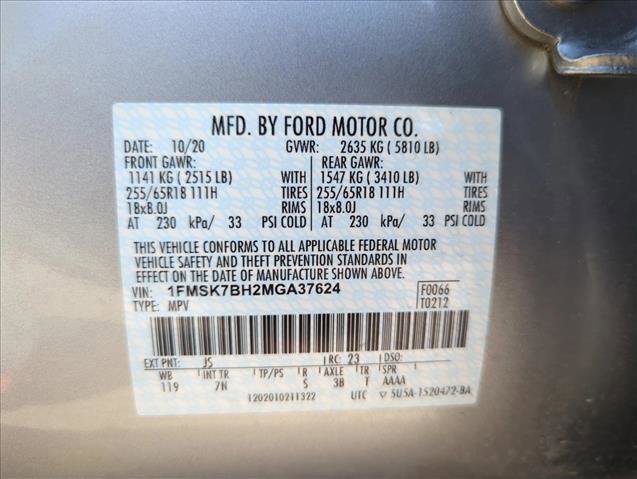 MFD. BY FORD MOTOR CO.
DATE: 10/20 GVWR: 2635 KG ( 5810 LB)
FRONT GAWR: REAR GAWR:
1141 KG ( 2515 LB) WITH 1547 KG ( 3410 LB) WITH
255/65R18 111H TIRES 255/65R18 111H TIRES
18x8.0J RIMS 18x8.0J RIMS
AT 230 kPa/ 33 PSI COLD AT 230 kPa/ 33 PSI COLD
THIS VEHICLE CONFORMS TO ALL APPLICABLE FEDERAL MOTOR
VEHICLE SAFETY AND THEFT PREVENTION STANDARDS IN
EFFECT ON THE DATE OF MANUFACTURE SHOWN ABOVE.
VIN: 1FMSK7BH2MGA37624 F0066
TYPE: MPV T0212
EXT PNT: JS RC: 23 DSO:
WB INT TR TP/PS R AXLE TR SPR
119 7N S 3B T AAAA
1202010211322 UTC ▽ 5U5A-1520472-BA